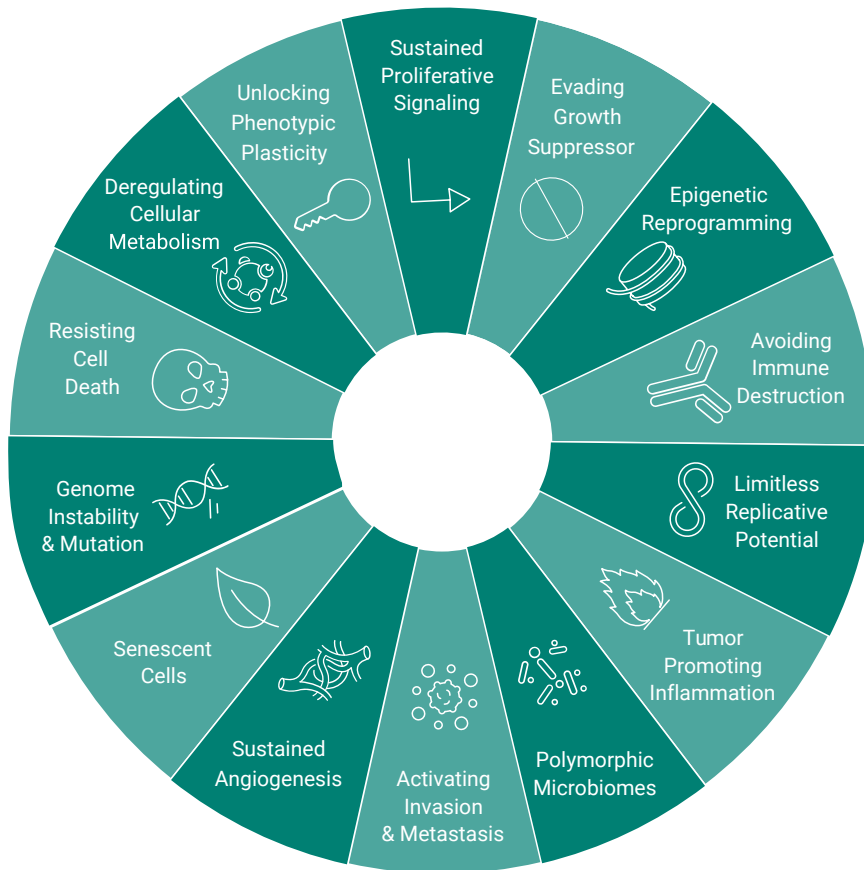 Sustained
Proliferative
Signaling
Evading
Growth
Suppressor
Epigenetic
Reprogramming
Avoiding
Immune
Destruction
Limitless
Replicative
Potential
Tumor
Promoting
Inflammation
Polymorphic
Microbiomes
Activating
Invasion
& Metastasis
Sustained
Angiogenesis
Senescent
Cells
Genome
Instability
& Mutation
Resisting
Cell
Death
Deregulating
Cellular
Metabolism
Unlocking
Phenotypic
Plasticity